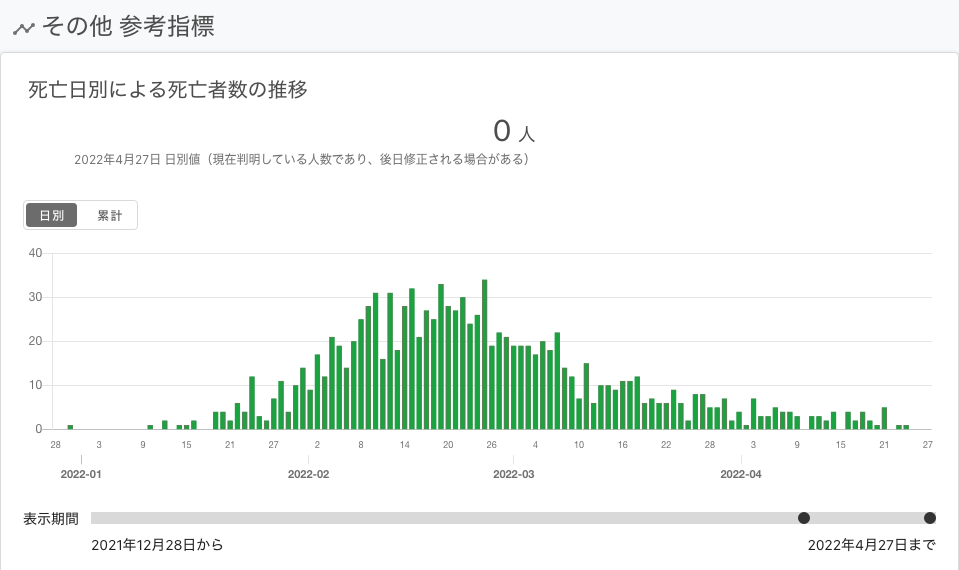 その他 参考指標
死亡日別による死亡者数の推移
0 人
2022年4月27日 日別値（現在判明している人数であり、後日修正される場合がある）
日別 累計
40
30
20
10
0
28 3 9 15 21 27 2 8 14 20 26 4 10 16 22 28 3 9 15 21 27
2022-01 2022-02 2022-03 2022-04
表示期間
2021年12月28日から 2022年4月27日まで